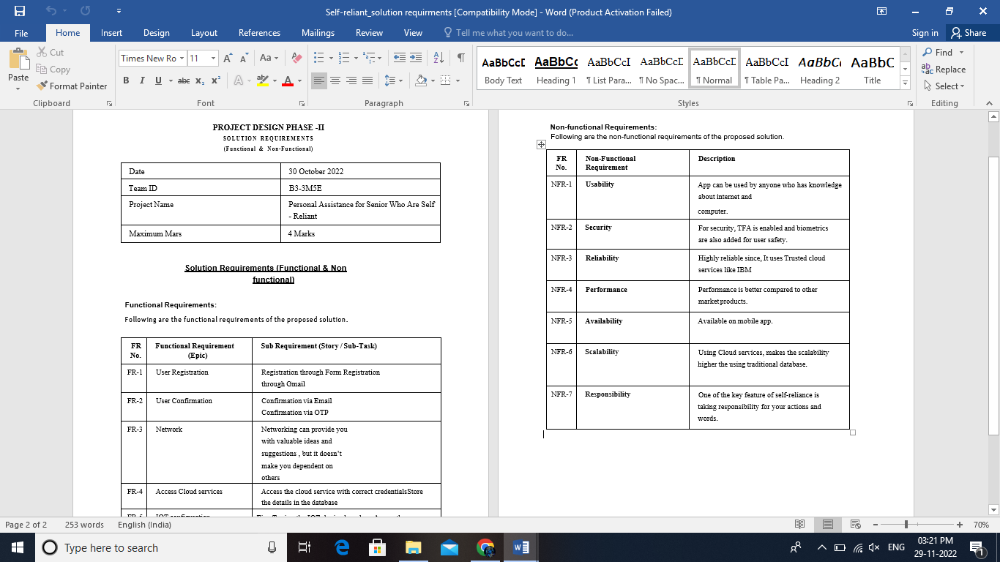 Self-reliant_solution requirments [Compatibility Mode] - Word (Product Activation Failed)
File Home Insert Design Layout References Mailings Review View Tell me what you want to do... Sign in Share
Paste
Cut
Copy
Format Painter
Clipboard
Times New Ro 11
Font
Paragraph
AaBbCcD AaBbCc AaBbCcI AaBbCcD AaBbCcD AaBbCcI AaBbC AaBbC
Body Text Heading 1 ¶ List Para... ¶ No Spac... ¶ Normal ¶ Table Pa... Heading 2 Title
Styles
Find
Replace
Select
Editing
PROJECT DESIGN PHASE -II
SOLUTION REQUIREMENTS
(Functional & Non-Functional)
Date 30 October 2022
Team ID B3-3M5E
Project Name Personal Assistance for Senior Who Are Self
- Reliant
Maximum Mars 4 Marks
Solution Requirements (Functional & Non
functional)
Functional Requirements:
Following are the functional requirements of the proposed solution.
FR
No. Functional Requirement
(Epic) Sub Requirement (Story / Sub-Task)
FR-1 User Registration Registration through Form Registration
through Gmail
FR-2 User Confirmation Confirmation via Email
Confirmation via OTP
FR-3 Network Networking can provide you
with valuable ideas and
suggestions , but it doesn't
make you dependent on
others
FR-4 Access Cloud services Access the cloud service with correct credentialsStore
the details in the database
Non-functional Requirements:
Following are the non-functional requirements of the proposed solution.
FR
No. Non-Functional
Requirement Description
NFR-1 Usability App can be used by anyone who has knowledge
about internet and
computer.
NFR-2 Security For security, TFA is enabled and biometrics
are also added for user safety.
NFR-3 Reliability Highly reliable since, It uses Trusted cloud
services like IBM
NFR-4 Performance Performance is better compared to other
marketproducts.
NFR-5 Availability Available on mobile app.
NFR-6 Scalability Using Cloud services, makes the scalability
higher the using traditional database.
NFR-7 Responsibility One of the key feature of self-reliance is
taking responsibility for your actions and
words.
Page 2 of 2 253 words English (India) 70%
Type here to search
ENG
03:21 PM
29-11-2022
1